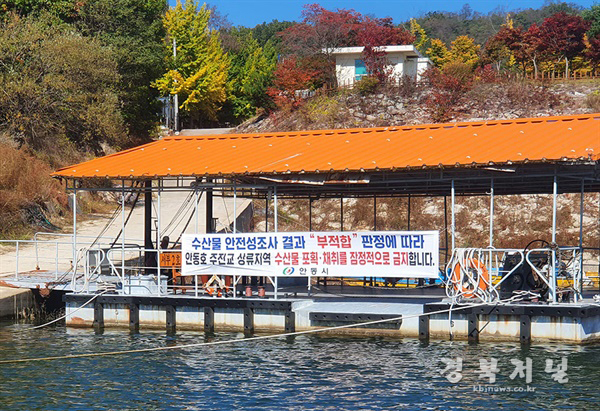 수산물 안전성조사 결과 "부적합" 판정에 따라
안동호 주진교 상류지역 수산물 포획·채취를 잠정적으로 금지합니다.
안동시
경북저널
kbjnews.co.kr